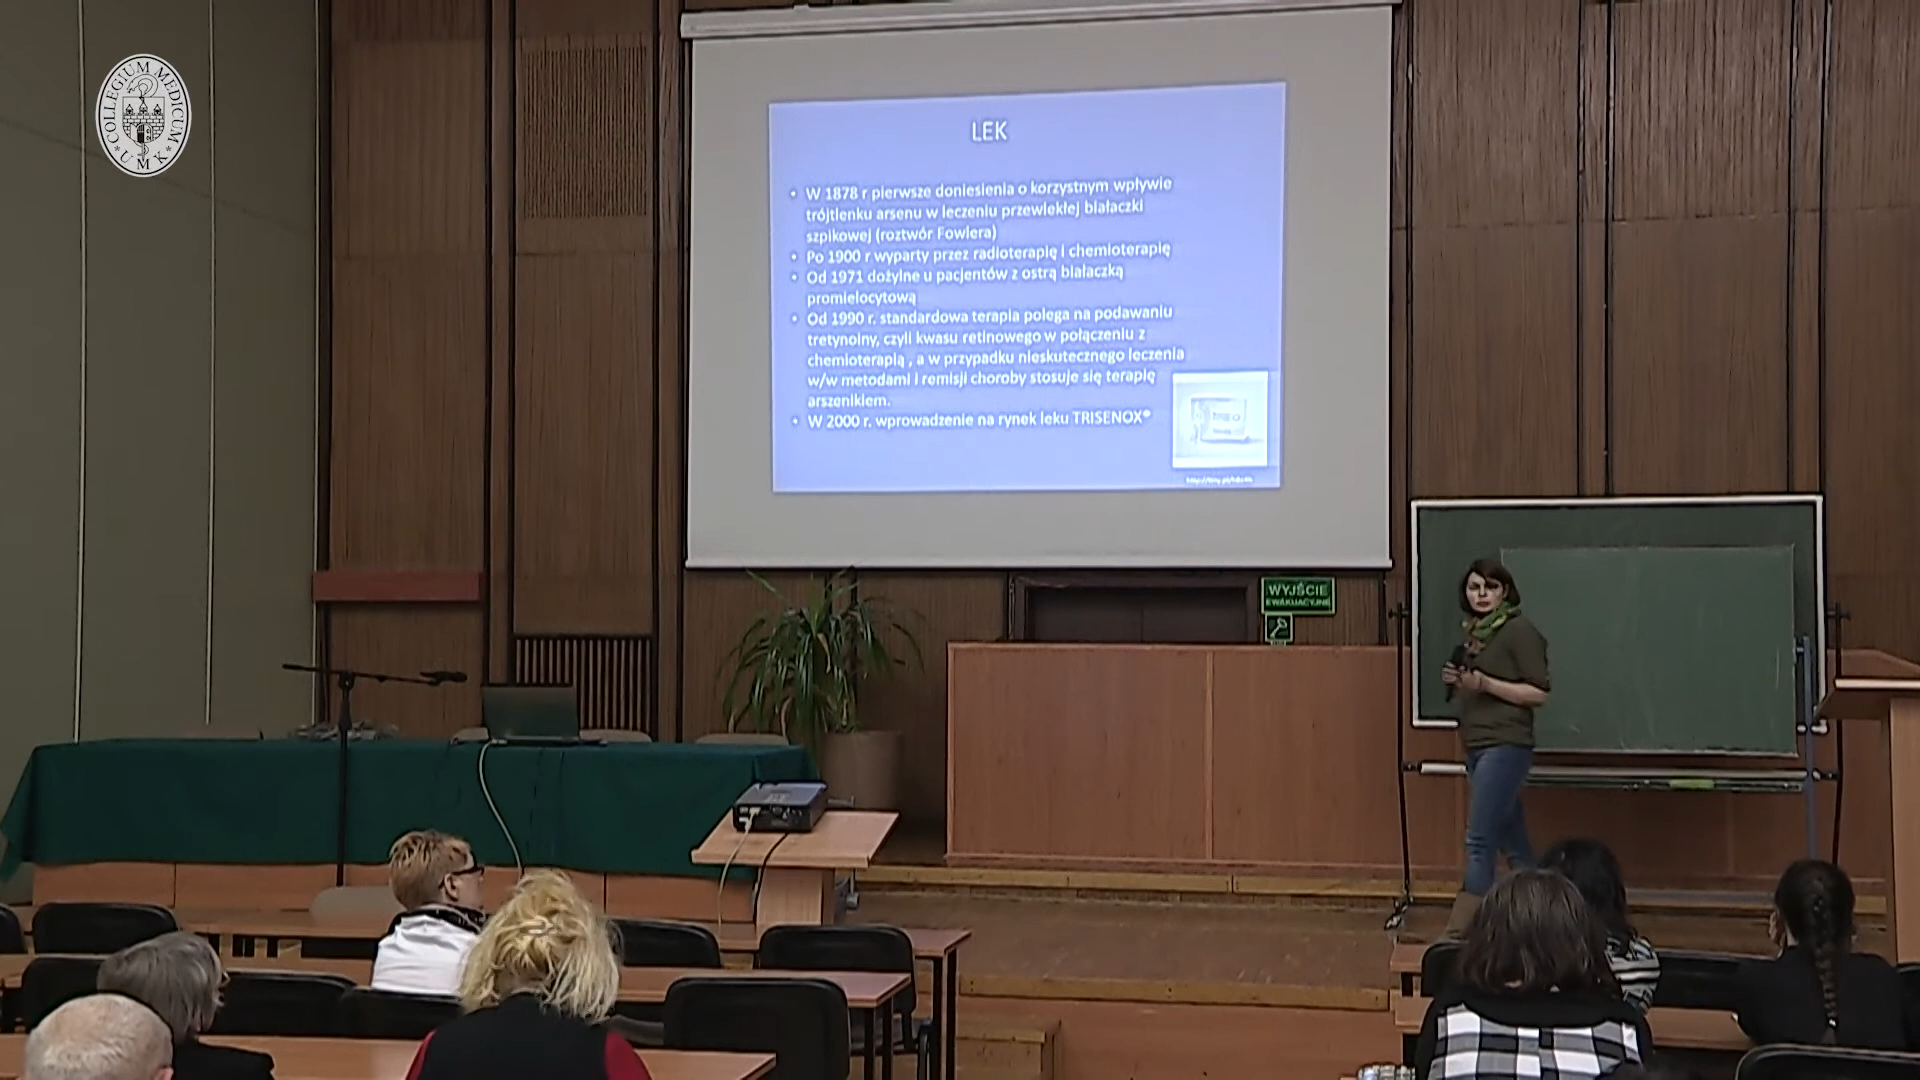 COLLEGIUM MEDICUM
* UMK *
LEK
• W 1878 r pierwsze doniesienia o korzystnym wpływie
trójtlenku arsenu w leczeniu przewlekłej białaczki
szpikowej (roztwór Fowlera)
• Po 1900 r wyparty przez radioterapię i chemioterapię
• Od 1971 dożylne u pacjentów z ostrą białaczką
promielocytową
• Od 1990 r. standardowa terapia polega na podawaniu
tretynoiny, czyli kwasu retinowego w połączeniu z
chemioterapią , a w przypadku nieskutecznego leczenia
w/w metodami i remisji choroby stosuje się terapię
arszenikiem.
• W 2000 r. wprowadzenie na rynek leku TRISENOX®
WYJŚCIE
EWAKUACYJNE